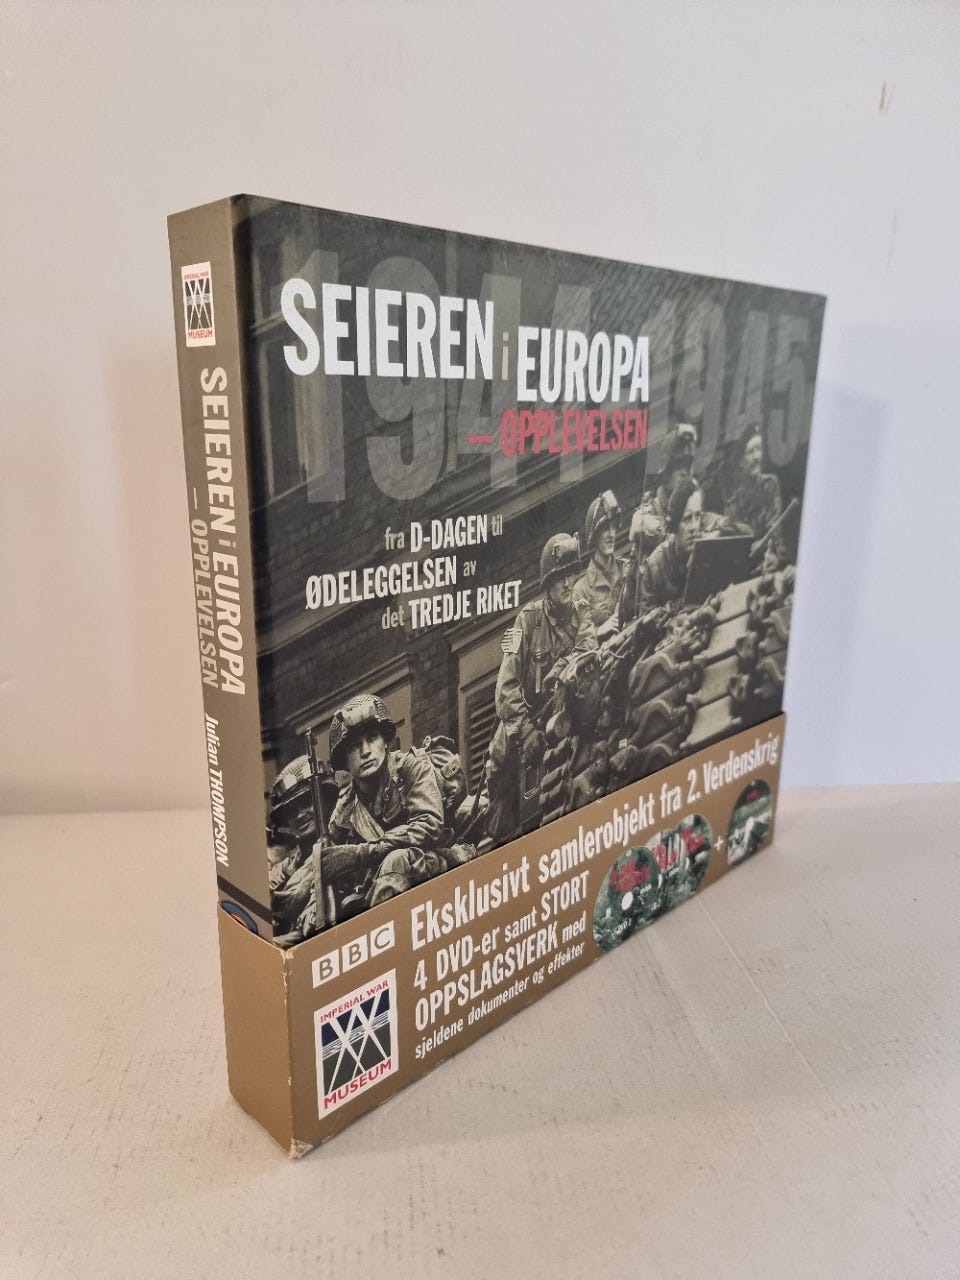 IMPERIAL WAR
MUSEUM
SEIEREN i EUROPA
— OPPLEVELSEN
Julian THOMPSON
1944 1945
SEIEREN i EUROPA
— OPPLEVELSEN
fra D-DAGEN til
ØDELEGGELSEN av
det TREDJE RIKET
BBC
IMPERIAL WAR
MUSEUM
Eksklusivt samlerobjekt fra 2. Verdenskrig
4 DVD-er samt STORT
OPPSLAGSVERK med
sjeldene dokumenter og effekter
+